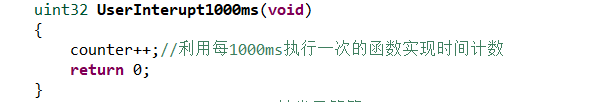 uint32 UserInterupt1000ms(void)
{
counter++;//利用每1000ms执行一次的函数实现时间计数
return 0;
}